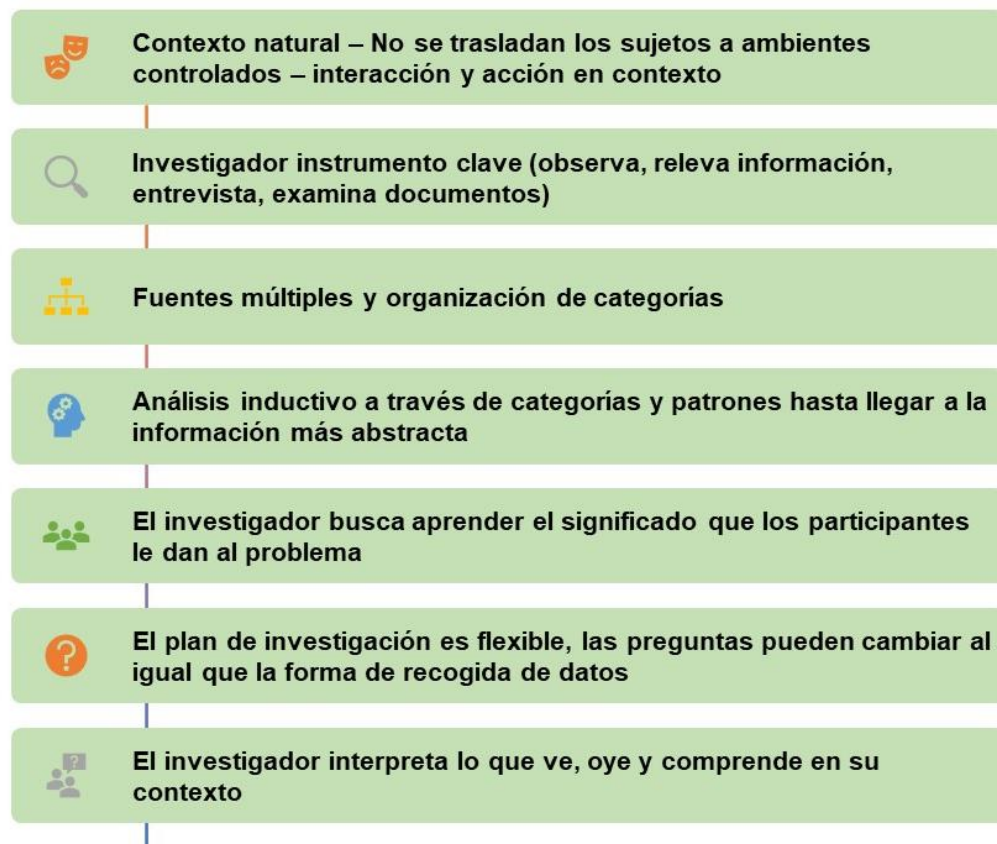 Contexto natural – No se trasladan los sujetos a ambientes
controlados – interacción y acción en contexto
Investigador instrumento clave (observa, releva información,
entrevista, examina documentos)
Fuentes múltiples y organización de categorías
Análisis inductivo a través de categorías y patrones hasta llegar a la
información más abstracta
El investigador busca aprender el significado que los participantes
le dan al problema
El plan de investigación es flexible, las preguntas pueden cambiar al
igual que la forma de recogida de datos
El investigador interpreta lo que ve, oye y comprende en su
contexto